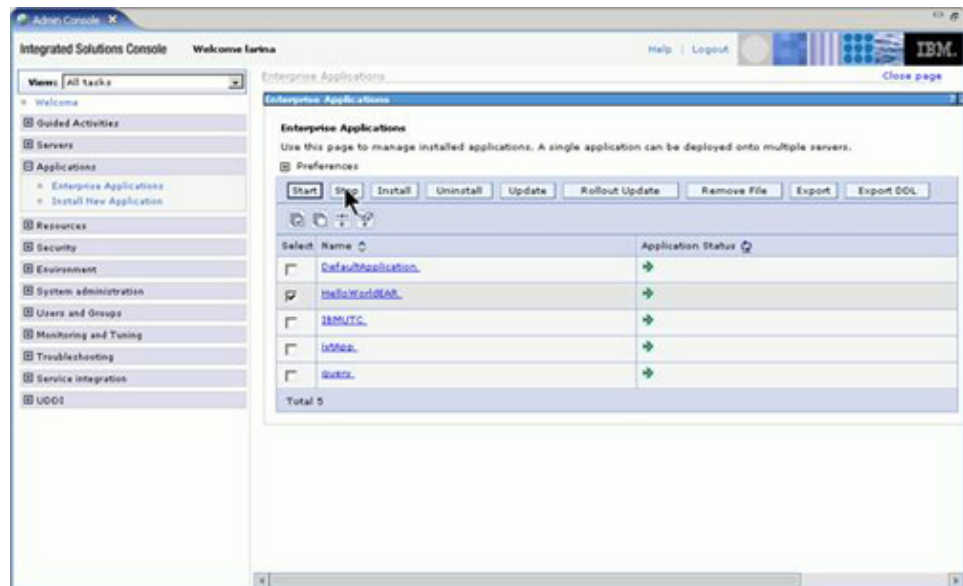 Admin Console
Integrated Solutions Console Welcome larina Help | Logout IBM.
View: All tasks
Welcome
Guided Activities
Servers
Applications
Enterprise Applications
Install New Application
Resources
Security
Environment
System administration
Users and Groups
Monitoring and Tuning
Troubleshooting
Service integration
UDDI
Enterprise Applications Close page
Enterprise Applications ?
Enterprise Applications
Use this page to manage installed applications. A single application can be deployed onto multiple servers.
Preferences
Start Stop Install Uninstall Update Rollout Update Remove File Export Export DDL
Select Name Application Status
DefaultApplication
HelloWorldEAR
IBMUTC
ivtApp
query
Total 5